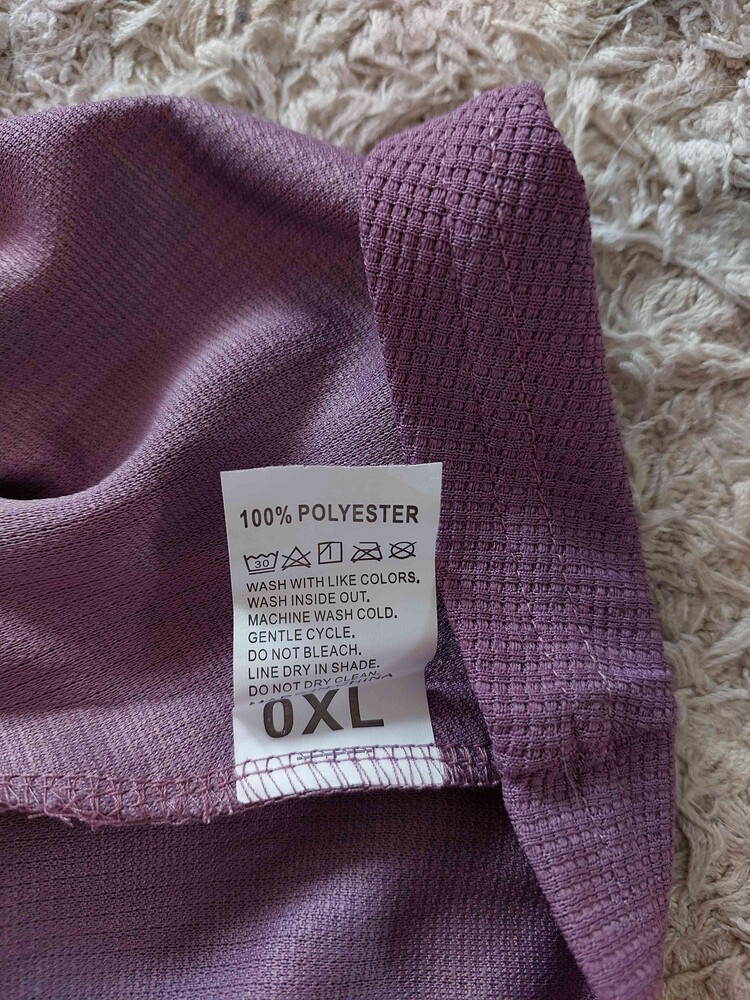 100% POLYESTER
30
WASH WITH LIKE COLORS.
WASH INSIDE OUT.
MACHINE WASH COLD.
GENTLE CYCLE.
DO NOT BLEACH.
LINE DRY IN SHADE.
DO NOT DRY CLEAN.
0XL